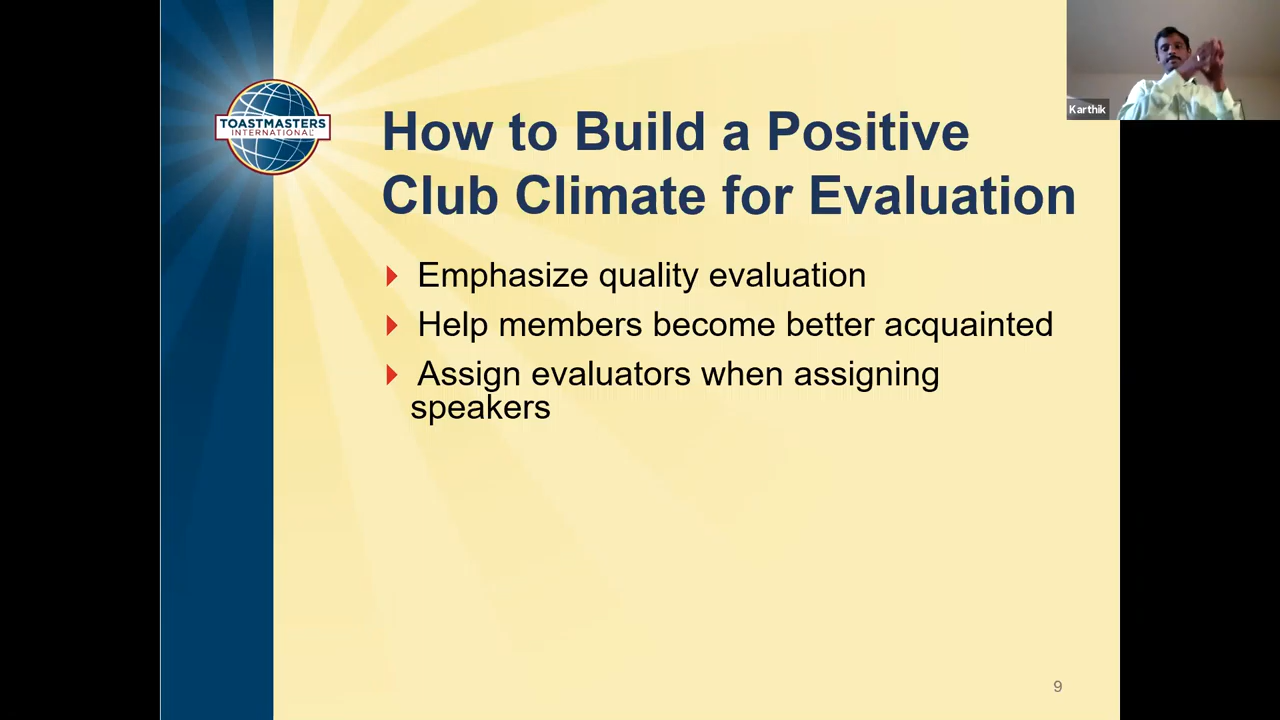 TOASTMASTERS
INTERNATIONAL
Karthik
How to Build a Positive
Club Climate for Evaluation
Emphasize quality evaluation
Help members become better acquainted
Assign evaluators when assigning
speakers
9